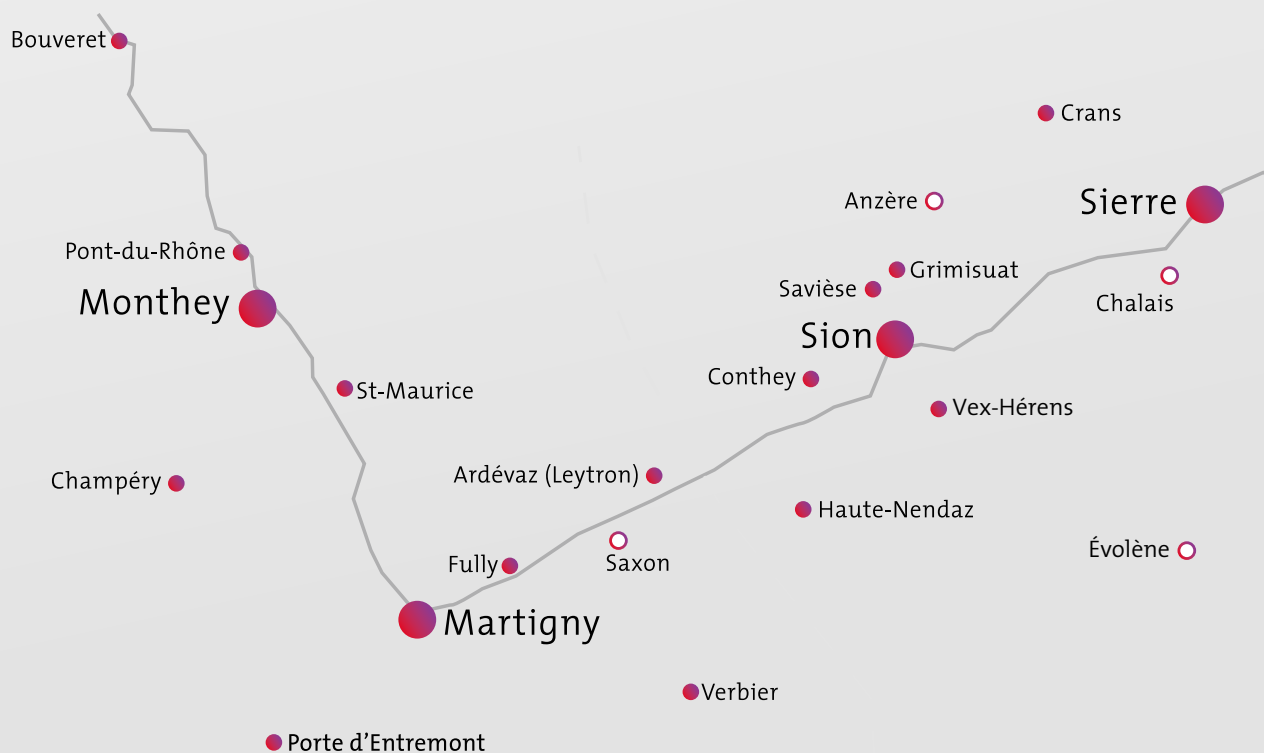 Bouveret
Crans
Anzère
Sierre
Pont-du-Rhône
Grimisuat
Savièse
Monthey
Chalais
Sion
Conthey
St-Maurice
Vex-Hérens
Champéry
Ardévaz (Leytron)
Haute-Nendaz
Évolène
Fully
Saxon
Martigny
Verbier
Porte d'Entremont